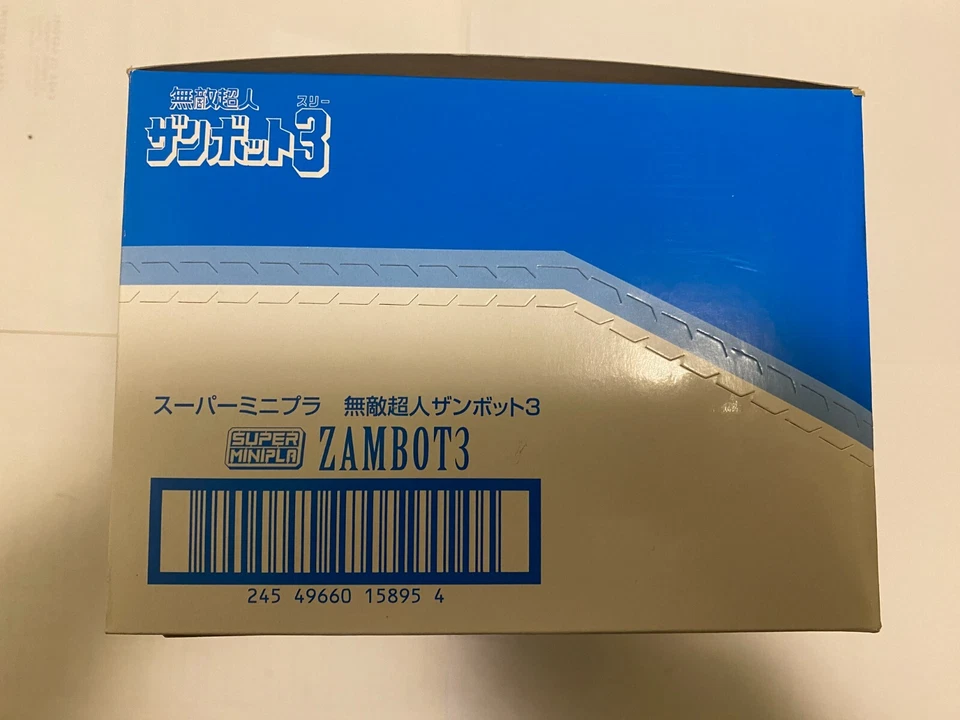 無敵超人 スリー
ザンボット3
スーパーミニプラ 無敵超人ザンボット3
SUPER MINIPLA ZAMBOT3
245 49660 15895 4